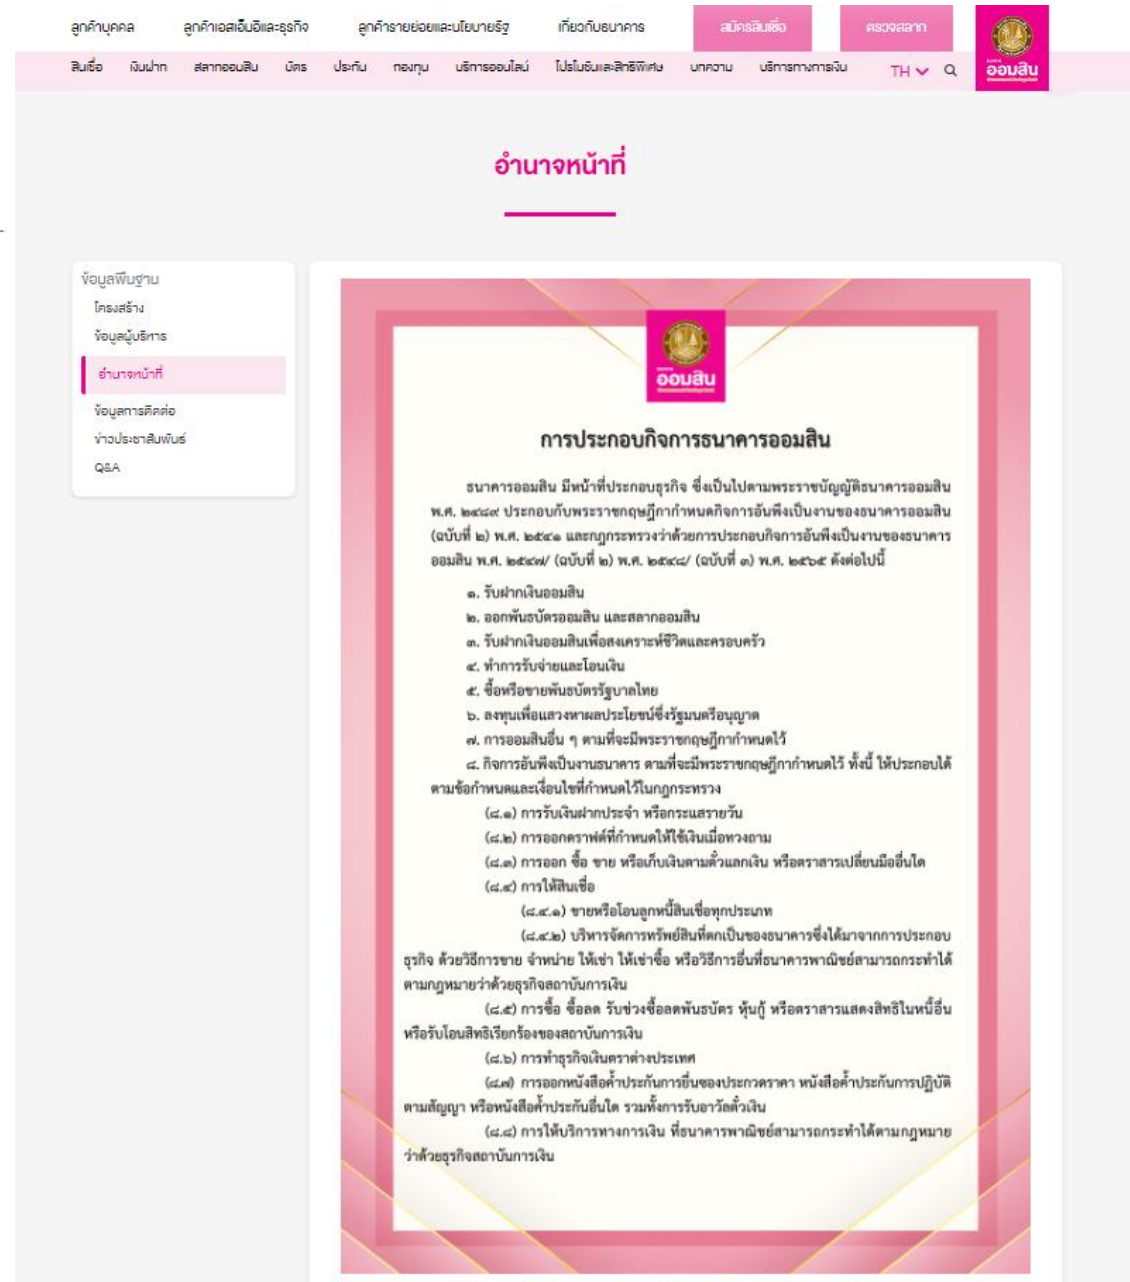 ลูกค้าบุคคล ลูกค้าเอสเอ็มอีและธุรกิจ ลูกค้ารายย่อยและนโยบายรัฐ เกี่ยวกับธนาคาร สมัครสินเชื่อ ตรวจสลาก
สินเชื่อ เงินฝาก สลากออมสิน บัตร ประกัน กองทุน บริการออนไลน์ โปรโมชันและสิทธิพิเศษ บทความ บริการทางการเงิน TH
ออมสิน
อำนาจหน้าที่
ข้อมูลพื้นฐาน
โครงสร้าง
ข้อมูลผู้บริหาร
อำนาจหน้าที่
ข้อมูลการติดต่อ
ข่าวประชาสัมพันธ์
Q&A
ออมสิน
การประกอบกิจการธนาคารออมสิน
ธนาคารออมสิน มีหน้าที่ประกอบธุรกิจ ซึ่งเป็นไปตามพระราชบัญญัติธนาคารออมสิน
พ.ศ. ๒๔๘๙ ประกอบกับพระราชกฤษฎีกากำหนดกิจการอันพึงเป็นงานของธนาคารออมสิน
(ฉบับที่ ๒) พ.ศ. ๒๕๔๑ และกฎกระทรวงว่าด้วยการประกอบกิจการอันพึงเป็นงานของธนาคาร
ออมสิน พ.ศ. ๒๕๔๗/ (ฉบับที่ ๒) พ.ศ. ๒๕๔๘/ (ฉบับที่ ๓) พ.ศ. ๒๕๖๕ ดังต่อไปนี้
๑. รับฝากเงินออมสิน
๒. ออกพันธบัตรออมสิน และสลากออมสิน
๓. รับฝากเงินออมสินเพื่อสงเคราะห์ชีวิตและครอบครัว
๔. ทำการรับจ่ายและโอนเงิน
๕. ซื้อหรือขายพันธบัตรรัฐบาลไทย
๖. ลงทุนเพื่อแสวงหาผลประโยชน์ซึ่งรัฐมนตรีอนุญาต
๗. การออมสินอื่น ๆ ตามที่จะมีพระราชกฤษฎีกากำหนดไว้
๘. กิจการอันพึงเป็นงานธนาคาร ตามที่จะมีพระราชกฤษฎีกากำหนดไว้ ทั้งนี้ ให้ประกอบได้
ตามข้อกำหนดและเงื่อนไขที่กำหนดไว้ในกฎกระทรวง
(๘.๑) การรับเงินฝากประจำ หรือกระแสรายวัน
(๘.๒) การออกดราฟต์ที่กำหนดให้ใช้เงินเมื่อทวงถาม
(๘.๓) การออก ซื้อ ขาย หรือเก็บเงินตามตั๋วแลกเงิน หรือตราสารเปลี่ยนมืออื่นใด
(๘.๔) การให้สินเชื่อ
(๘.๔.๑) ขายหรือโอนลูกหนี้สินเชื่อทุกประเภท
(๘.๔.๒) บริหารจัดการทรัพย์สินที่ตกเป็นของธนาคารซึ่งได้มาจากการประกอบ
ธุรกิจ ด้วยวิธีการขาย จำหน่าย ให้เช่า ให้เช่าซื้อ หรือวิธีการอื่นที่ธนาคารพาณิชย์สามารถกระทำได้
ตามกฎหมายว่าด้วยธุรกิจสถาบันการเงิน
(๘.๕) การซื้อ ซื้อลด รับช่วงซื้อลดพันธบัตร หุ้นกู้ หรือตราสารแสดงสิทธิในหนี้อื่น
หรือรับโอนสิทธิเรียกร้องของสถาบันการเงิน
(๘.๖) การทำธุรกิจเงินตราต่างประเทศ
(๘.๗) การออกหนังสือค้ำประกันการยื่นซองประกวดราคา หนังสือค้ำประกันการปฏิบัติ
ตามสัญญา หรือหนังสือค้ำประกันอื่นใด รวมทั้งการรับอาวัลตั๋วเงิน
(๘.๘) การให้บริการทางการเงิน ที่ธนาคารพาณิชย์สามารถกระทำได้ตามกฎหมาย
ว่าด้วยธุรกิจสถาบันการเงิน